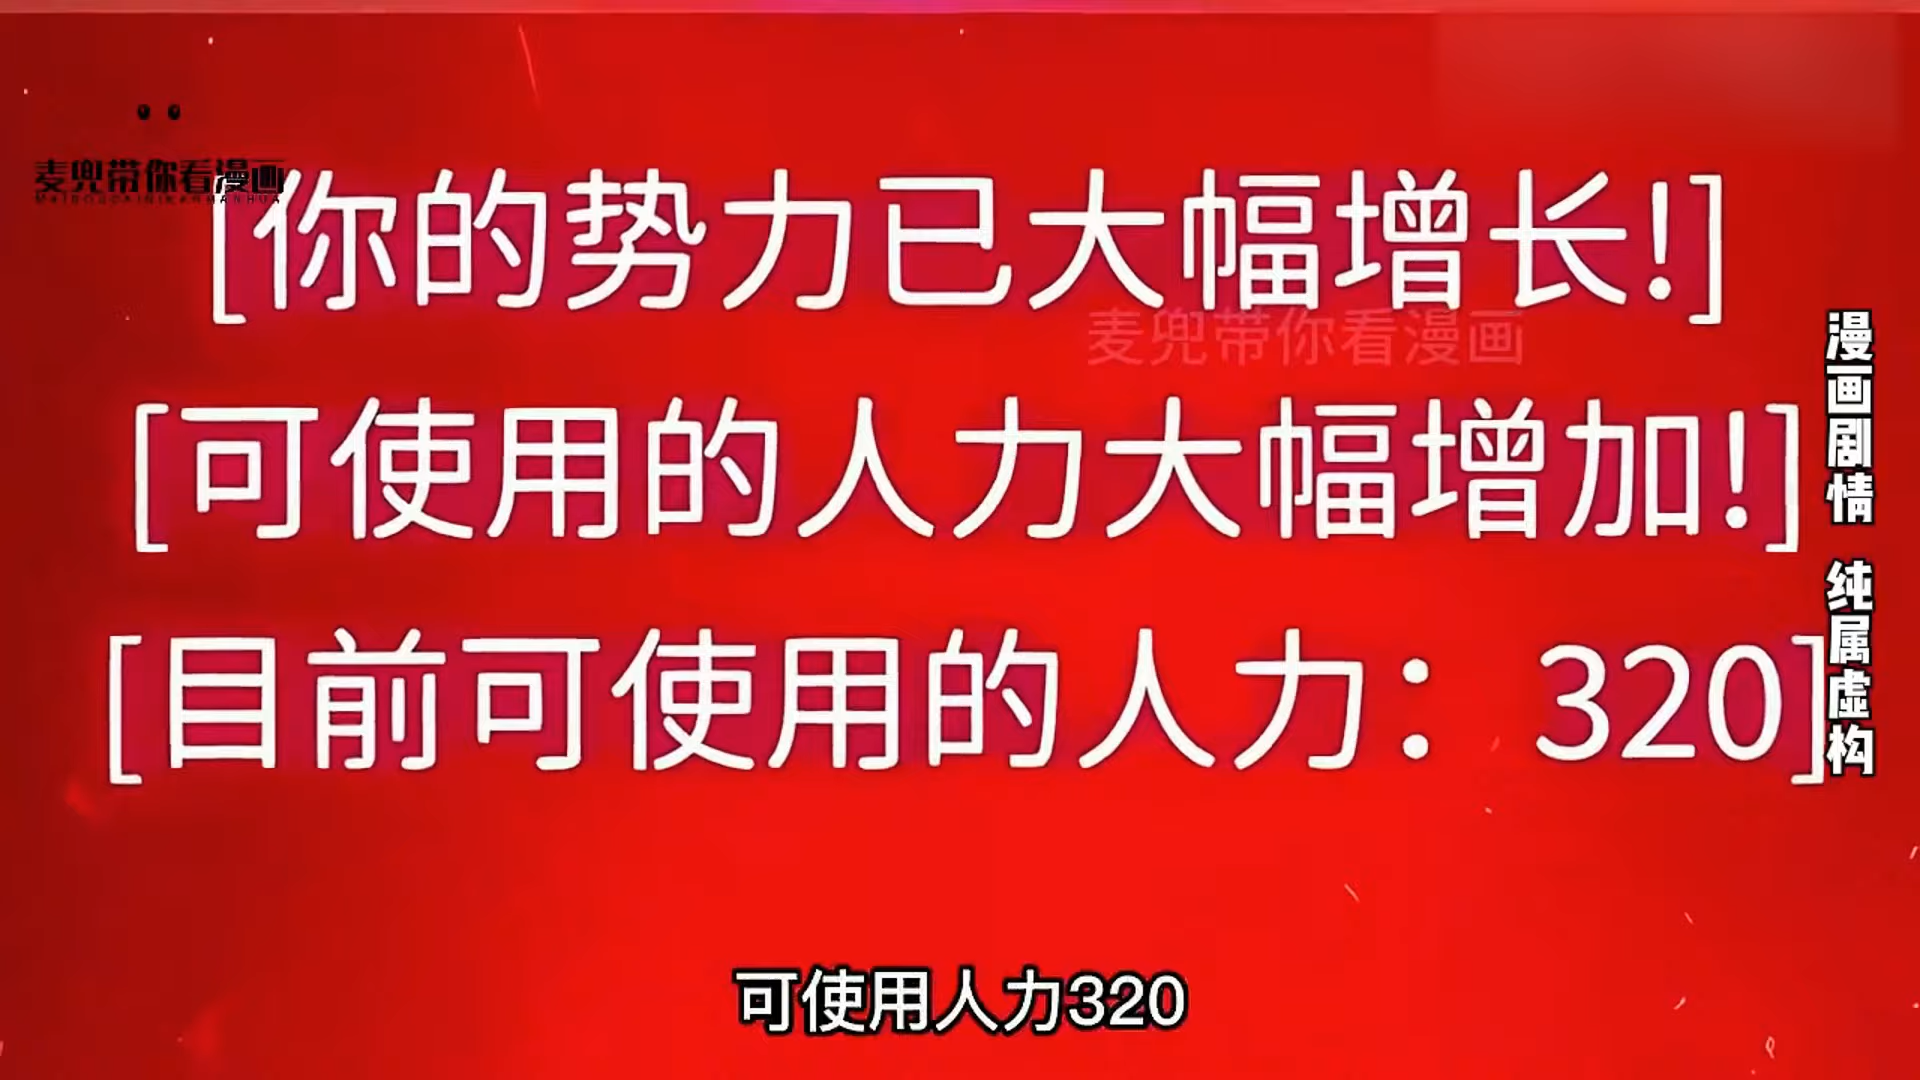 麦兜带你看漫画
MAIDOUDAINIKANMANHUA
[你的势力已大幅增长!]
麦兜带你看漫画
[可使用的人力大幅增加!]
[目前可使用的人力：320]
漫画剧情 纯属虚构
可使用人力320